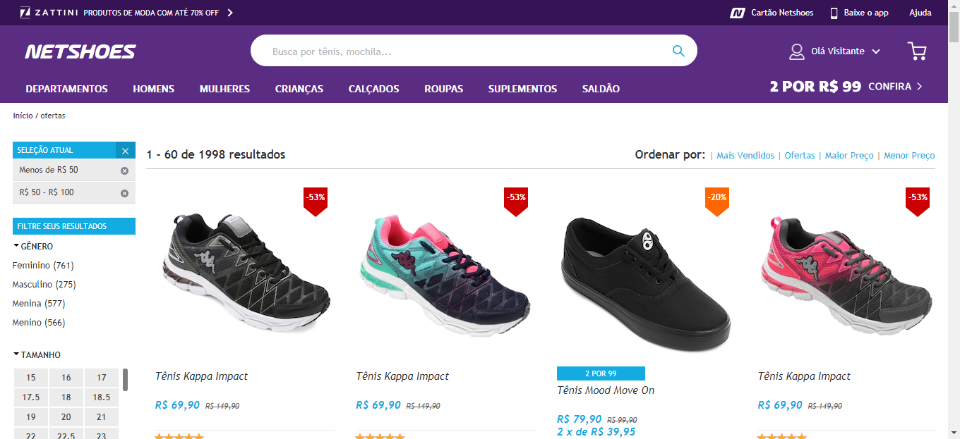 ZATTINI PRODUTOS DE MODA COM ATÉ 70% OFF
Cartão Netshoes
Baixe o app
Ajuda
NETSHOES
Busca por tênis, mochila...
Olá Visitante
DEPARTAMENTOS HOMENS MULHERES CRIANÇAS CALÇADOS ROUPAS SUPLEMENTOS SALDÃO
2 POR R$ 99 CONFIRA
Início / ofertas
SELEÇÃO ATUAL
Menos de R$ 50
R$ 50 - R$ 100
FILTRE SEUS RESULTADOS
GÊNERO
Feminino (761)
Masculino (275)
Menina (577)
Menino (566)
TAMANHO
15 16 17
17.5 18 18.5
19 20 21
22 22.5 23
1 - 60 de 1998 resultados
Ordenar por: | Mais Vendidos | Ofertas | Maior Preço | Menor Preço
-53%
Tênis Kappa Impact
R$ 69,90 R$ 149,90
-53%
Tênis Kappa Impact
R$ 69,90 R$ 149,90
-20%
2 POR 99
Tênis Mood Move On
R$ 79,90 R$ 99,90
2 x de R$ 39,95
-53%
Tênis Kappa Impact
R$ 69,90 R$ 149,90